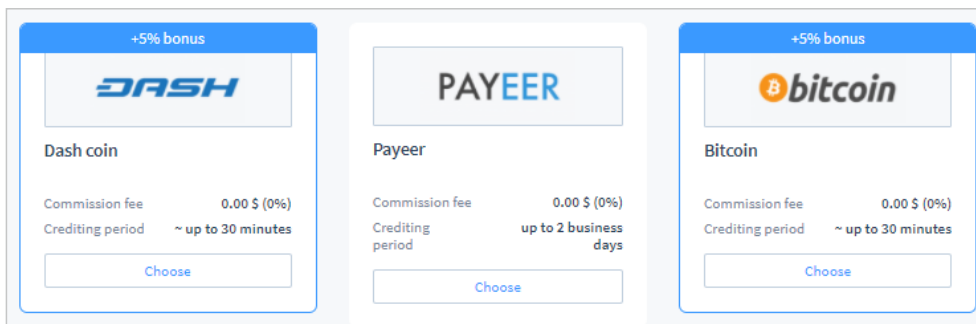 +5% bonus
DASH
Dash coin
Commission fee 0.00 $ (0%)
Crediting period ~ up to 30 minutes
Choose
PAYEER
Payeer
Commission fee 0.00 $ (0%)
Crediting period up to 2 business days
Choose
+5% bonus
bitcoin
Bitcoin
Commission fee 0.00 $ (0%)
Crediting period ~ up to 30 minutes
Choose